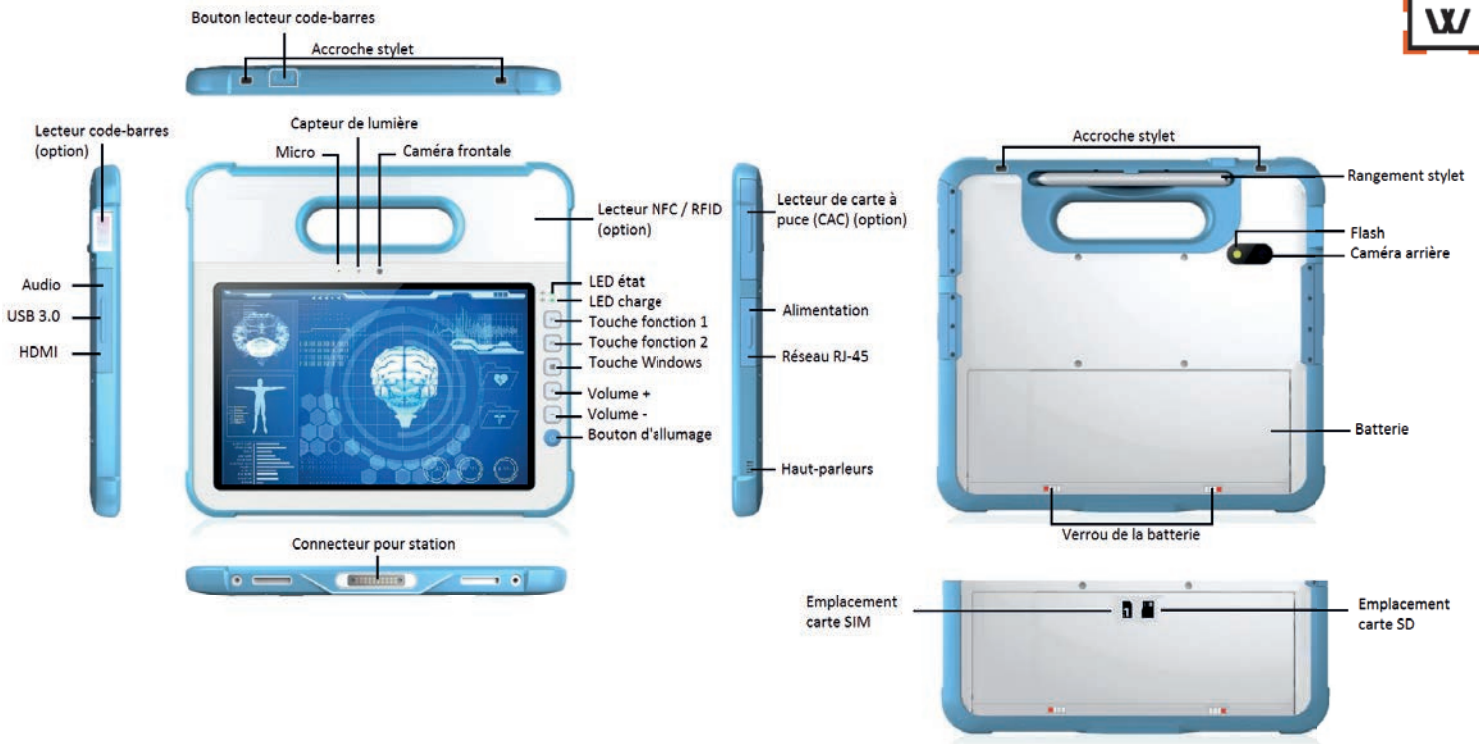 Bouton lecteur code-barres
Accroche stylet
Lecteur code-barres
(option)
Capteur de lumière
Micro
Caméra frontale
Audio
USB 3.0
HDMI
Lecteur NFC / RFID
(option)
LED état
LED charge
Touche fonction 1
Touche fonction 2
Touche Windows
Volume +
Volume -
Bouton d'allumage
Connecteur pour station
Lecteur de carte à
puce (CAC) (option)
Alimentation
Réseau RJ-45
Haut-parleurs
W
Accroche stylet
Rangement stylet
Flash
Caméra arrière
Batterie
Verrou de la batterie
Emplacement
carte SIM
1
Emplacement
carte SD